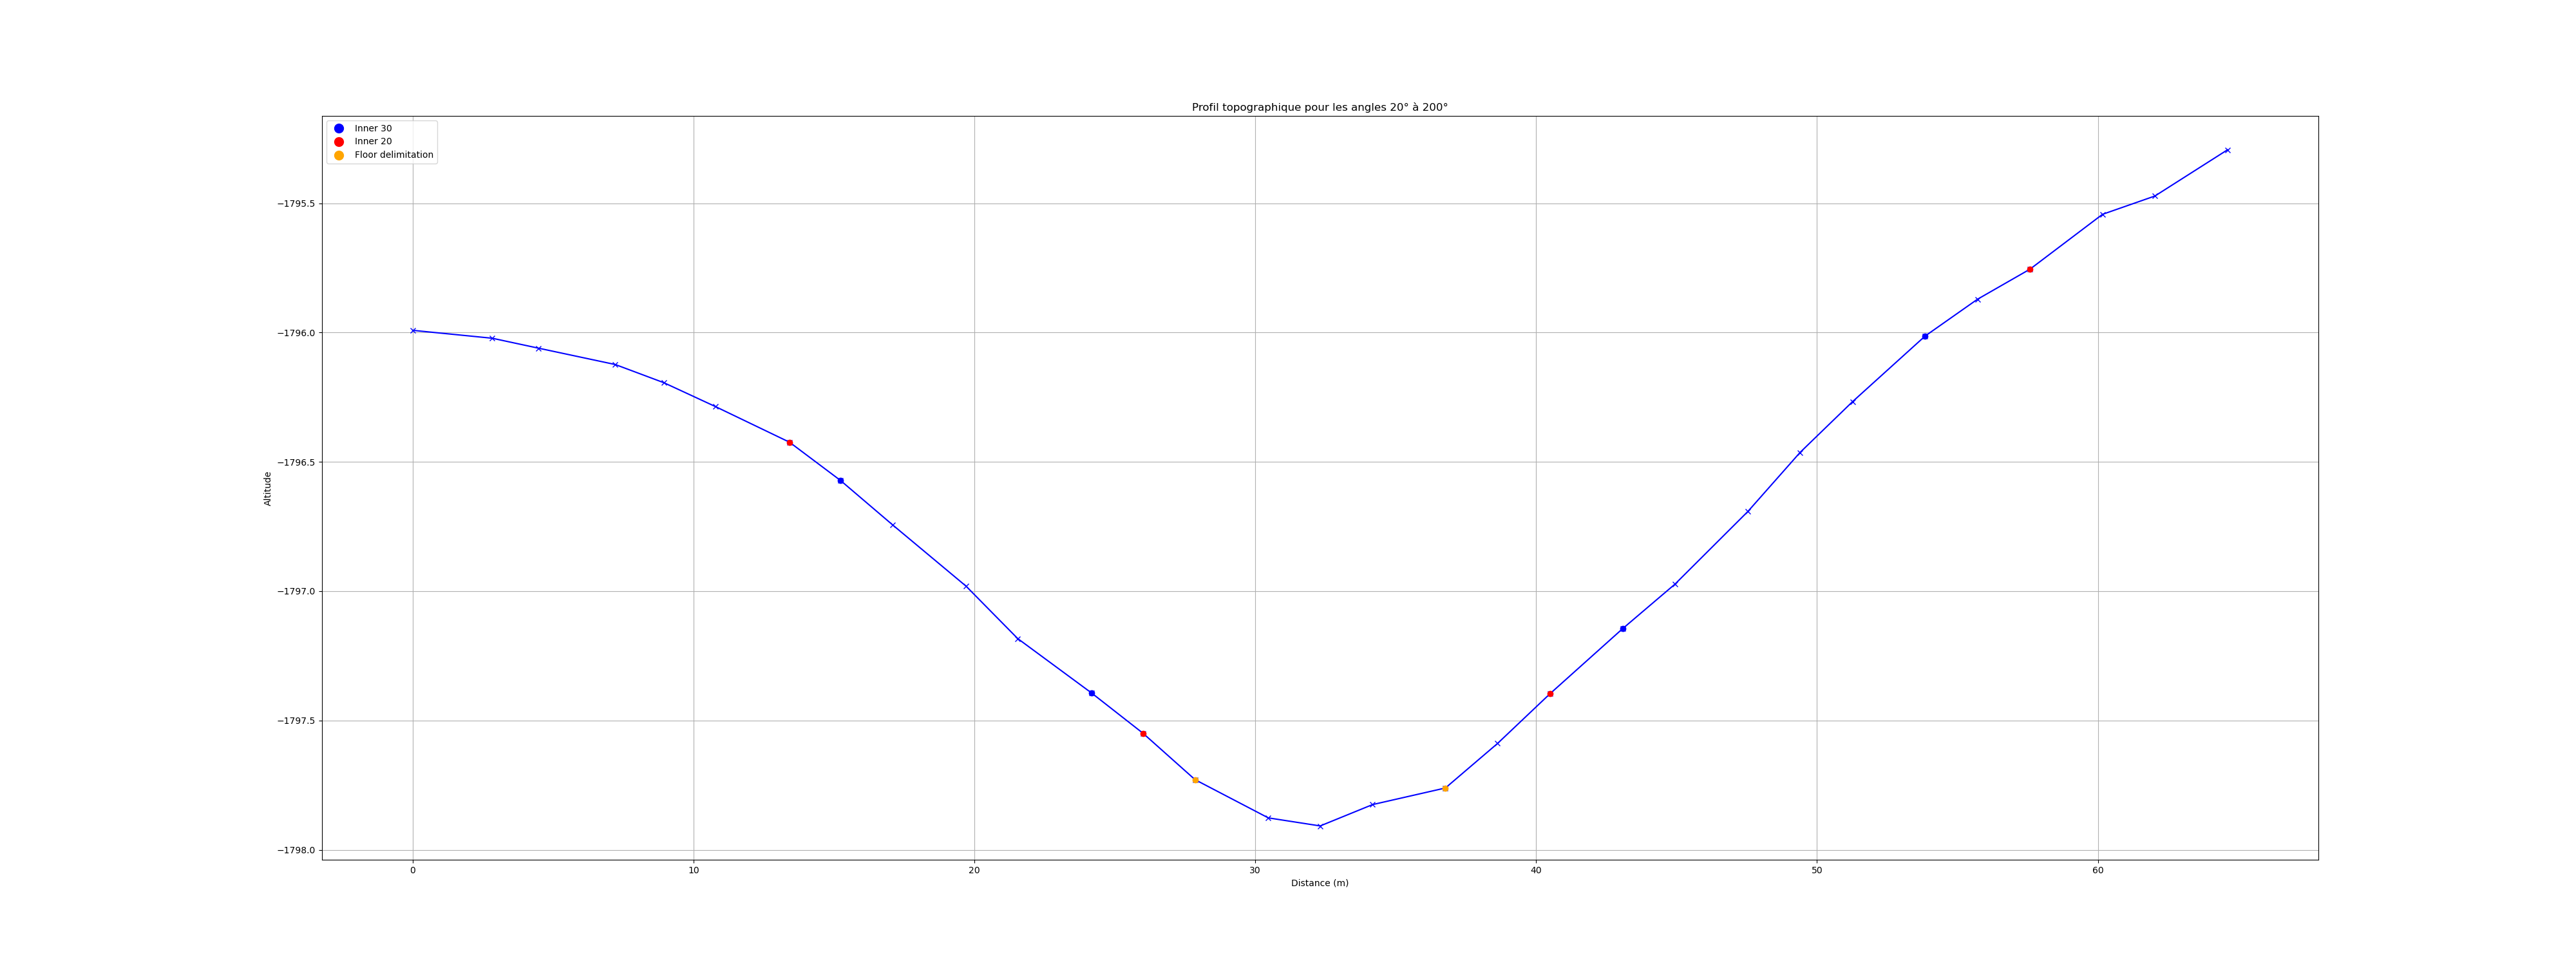 Profil topographique pour les angles 20° à 200°
Inner 30
Inner 20
Floor delimitation
−1795.5
−1796.0
−1796.5
−1797.0
−1797.5
−1798.0
Altitude
0 10 20 30 40 50 60
Distance (m)